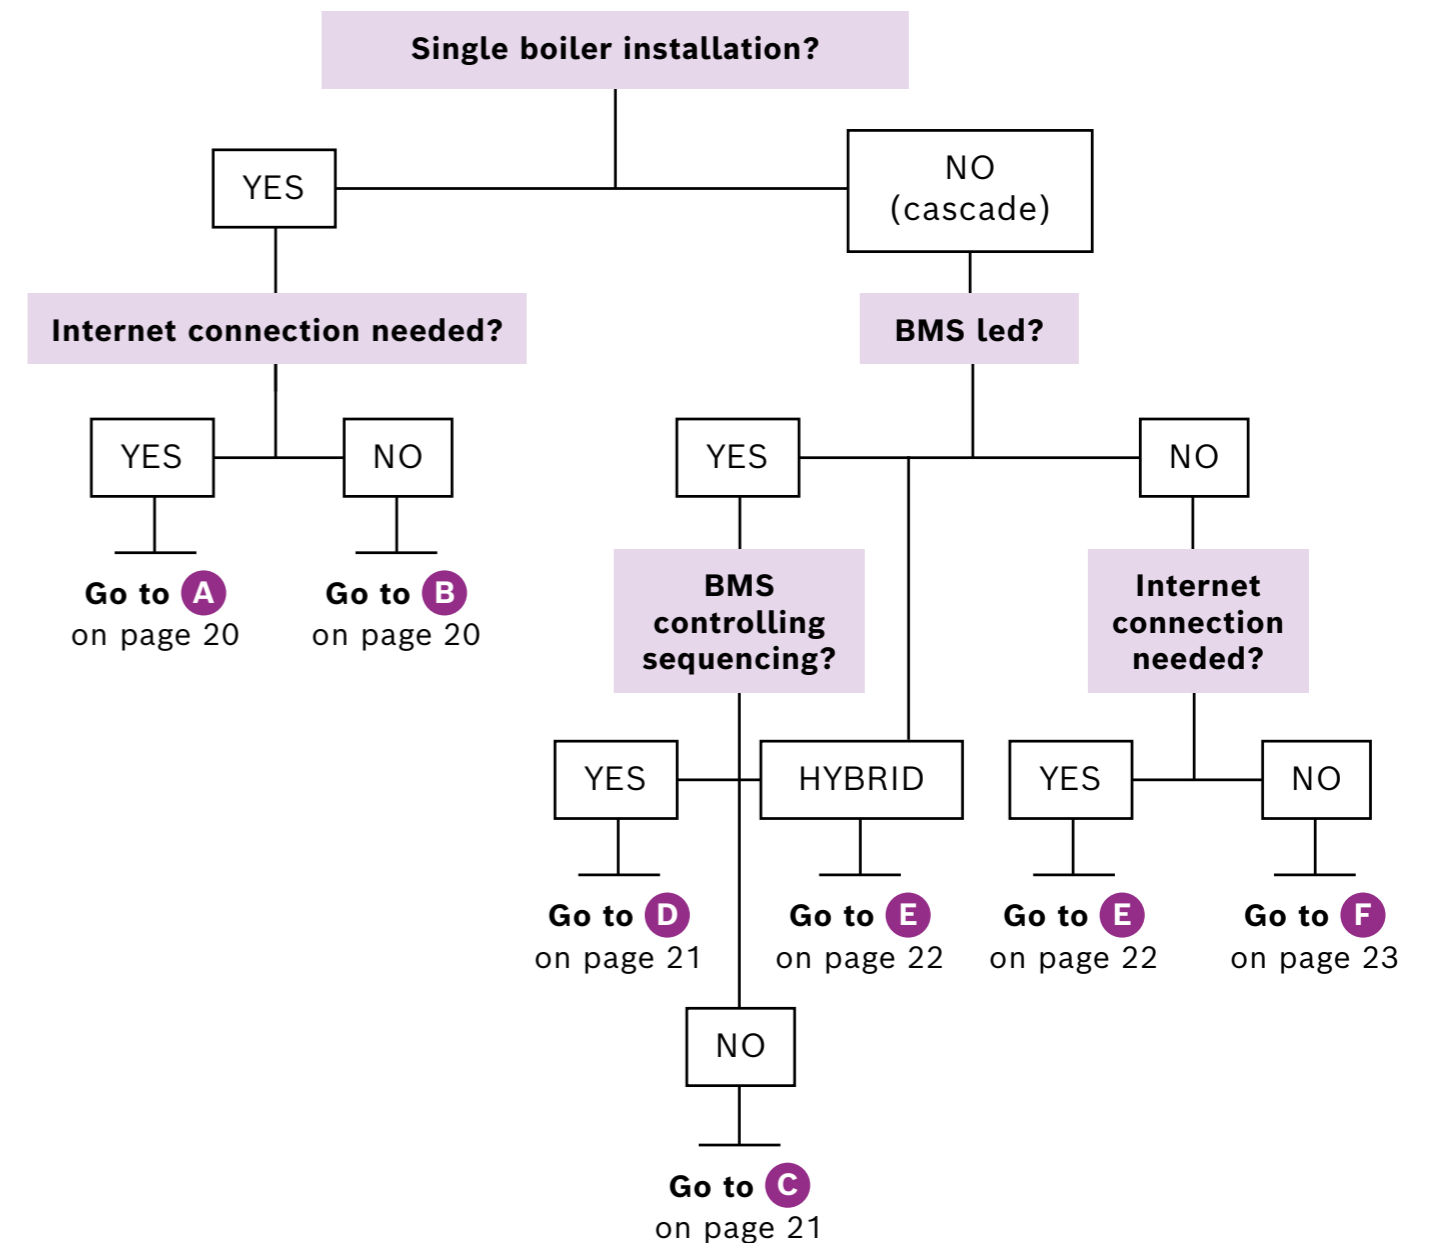 Single boiler installation?
YES
NO
(cascade)
Internet connection needed?
BMS led?
YES
NO
YES
NO
Go to A
on page 20
Go to B
on page 20
BMS
controlling
sequencing?
Internet
connection
needed?
YES
HYBRID
YES
NO
Go to D
on page 21
Go to E
on page 22
Go to E
on page 22
Go to F
on page 23
NO
Go to C
on page 21